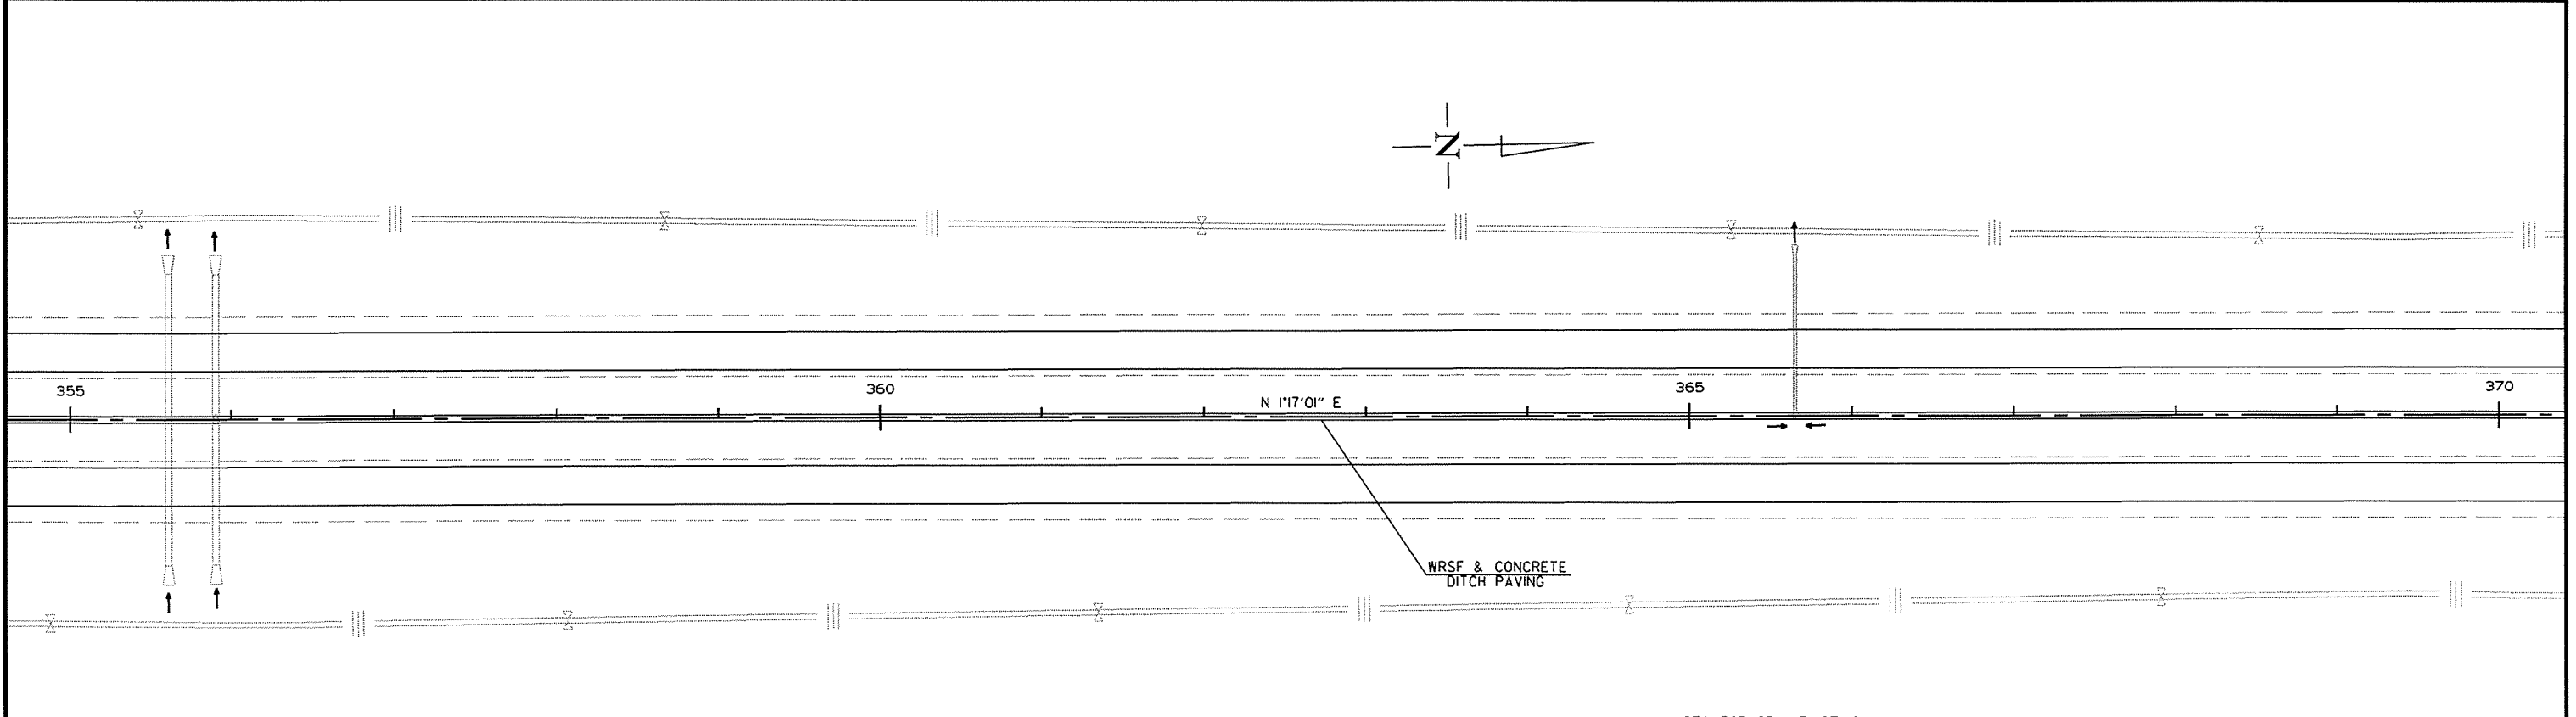 N
355
360
365
370
N 1°17'01" E
WRSF & CONCRETE
DITCH PAVING